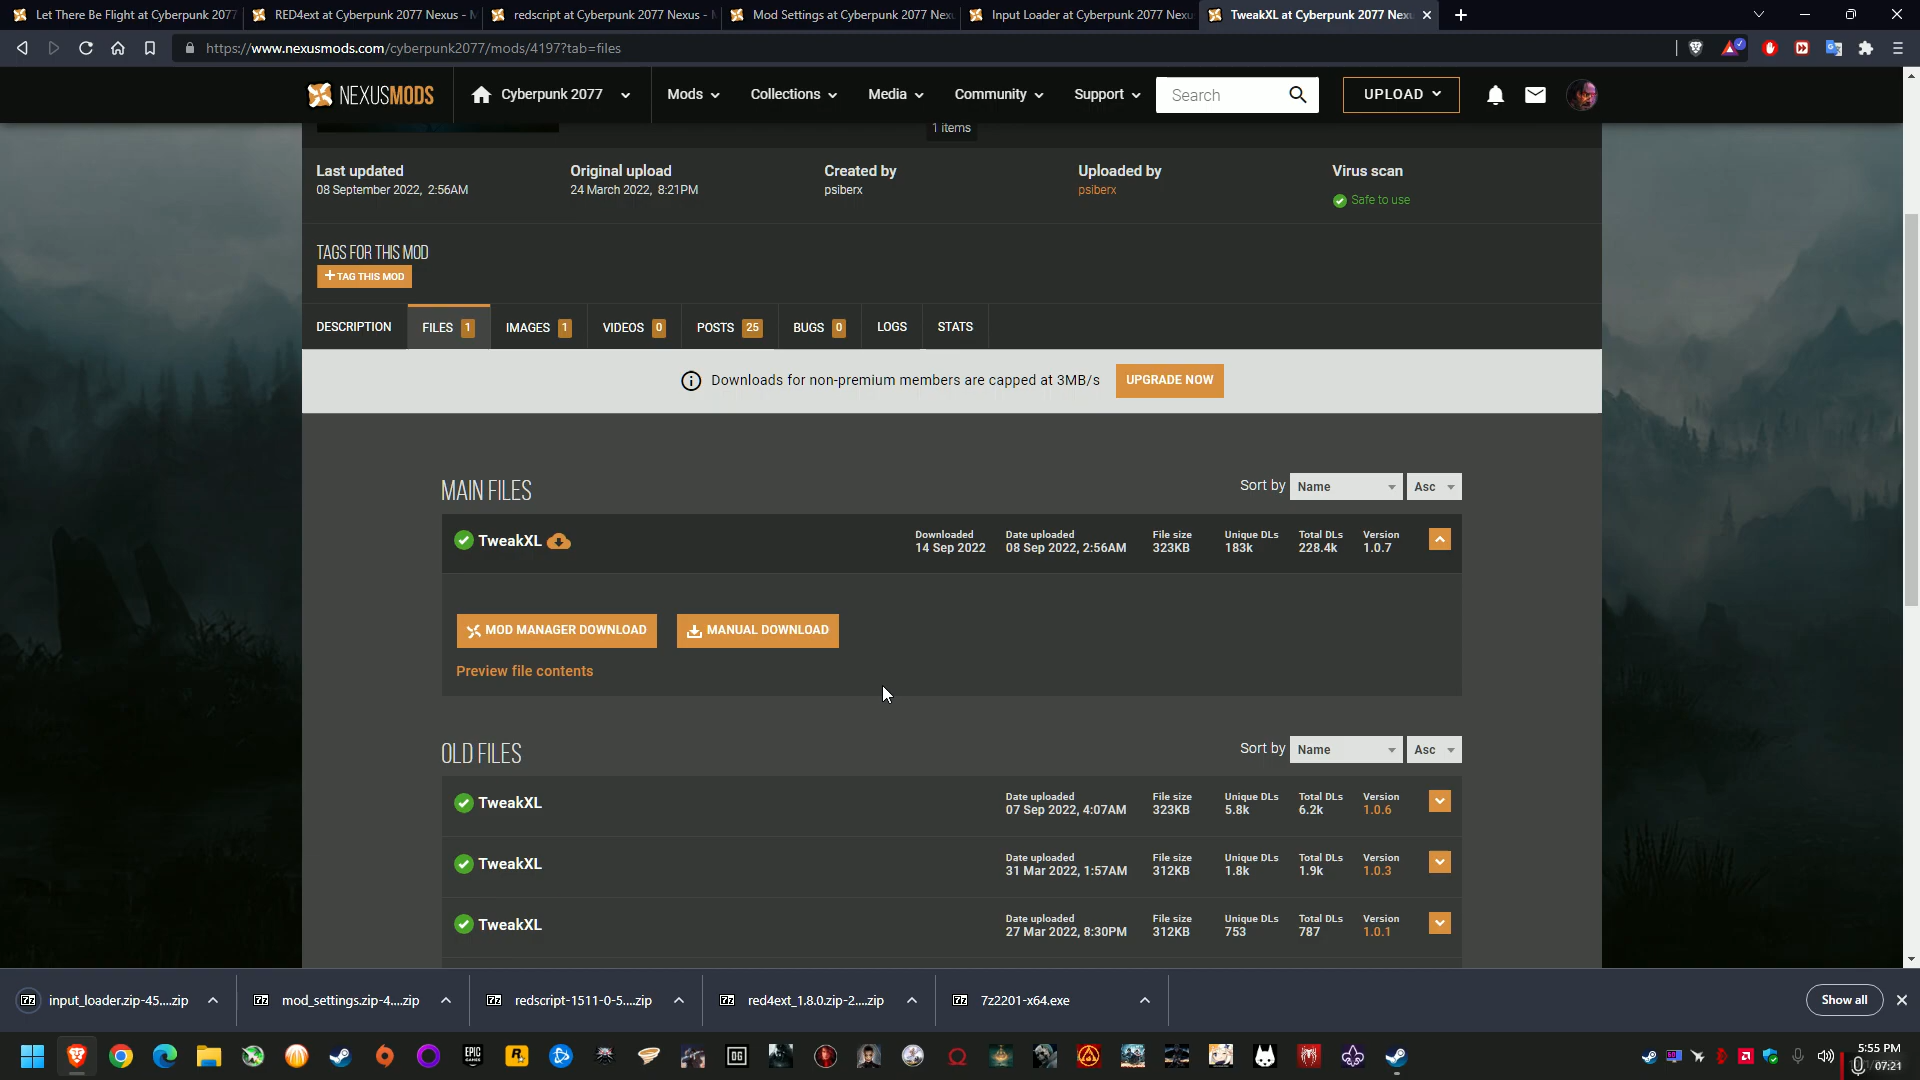 Let There Be Flight at Cyberpunk 2077
RED4ext at Cyberpunk 2077 Nexus - M
redscript at Cyberpunk 2077 Nexus -
Mod Settings at Cyberpunk 2077 Nex
Input Loader at Cyberpunk 2077 Nexu
TweakXL at Cyberpunk 2077 Nexu
https://www.nexusmods.com/cyberpunk2077/mods/4197?tab=files
NEXUSMODS
Cyberpunk 2077
Mods
Collections
Media
Community
Support
Search
UPLOAD
1 items
Last updated
08 September 2022, 2:56AM
Original upload
24 March 2022, 8:21PM
Created by
psiberx
Uploaded by
psiberx
Virus scan
Safe to use
TAGS FOR THIS MOD
+ TAG THIS MOD
DESCRIPTION
FILES 1
IMAGES 1
VIDEOS 0
POSTS 25
BUGS 0
LOGS
STATS
Downloads for non-premium members are capped at 3MB/s
UPGRADE NOW
MAIN FILES
Sort by Name Asc
TweakXL
Downloaded
14 Sep 2022
Date uploaded
08 Sep 2022, 2:56AM
File size
323KB
Unique DLs
183k
Total DLs
228.4k
Version
1.0.7
MOD MANAGER DOWNLOAD
MANUAL DOWNLOAD
Preview file contents
OLD FILES
Sort by Name Asc
TweakXL
Date uploaded
07 Sep 2022, 4:07AM
File size
323KB
Unique DLs
5.8k
Total DLs
6.2k
Version
1.0.6
TweakXL
Date uploaded
31 Mar 2022, 1:57AM
File size
312KB
Unique DLs
1.8k
Total DLs
1.9k
Version
1.0.3
TweakXL
Date uploaded
27 Mar 2022, 8:30PM
File size
312KB
Unique DLs
753
Total DLs
787
Version
1.0.1
input_loader.zip-45....zip
mod_settings.zip-4....zip
redscript-1511-0-5....zip
red4ext_1.8.0.zip-2....zip
7z2201-x64.exe
Show all
5:55 PM
07:21